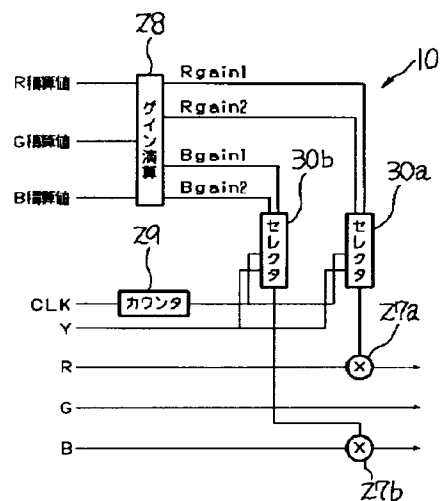 28
10
Rgain1
R積算値
Rgain2
ゲイン演算
G積算値
Bgain1
30b
30a
B積算値
Bgain2
セレクタ
セレクタ
29
CLK
カウンタ
Y
27a
R
×
G
B
×
27b